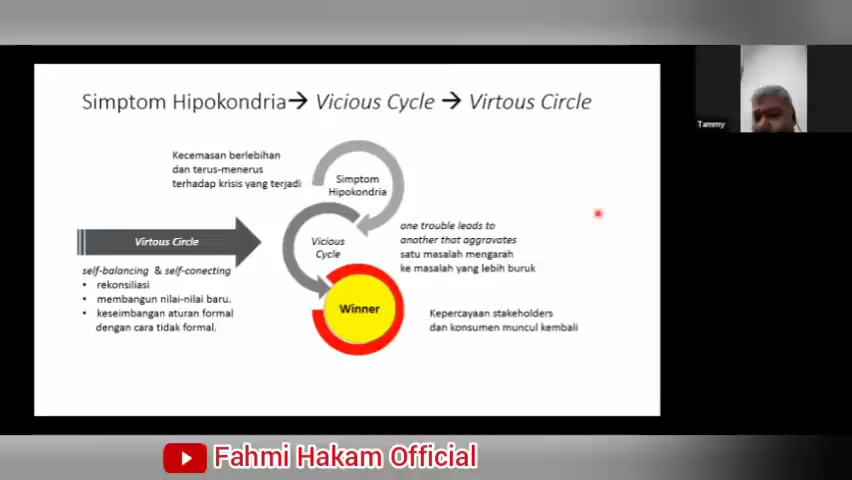 Simptom Hipokondria→ Vicious Cycle → Virtous Circle
Tammy
Kecemasan berlebihan
dan terus-menerus
terhadap krisis yang terjadi
Simptom
Hipokondria
one trouble leads to
another that aggravates
satu masalah mengarah
ke masalah yang lebih buruk
Virtous Circle
Vicious
Cycle
self-balancing & self-conecting
• rekonsiliasi
• membangun nilai-nilai baru.
• keseimbangan aturan formal
dengan cara tidak formal.
Winner
Kepercayaan stakeholders
dan konsumen muncul kembali
Fahmi Hakam Official